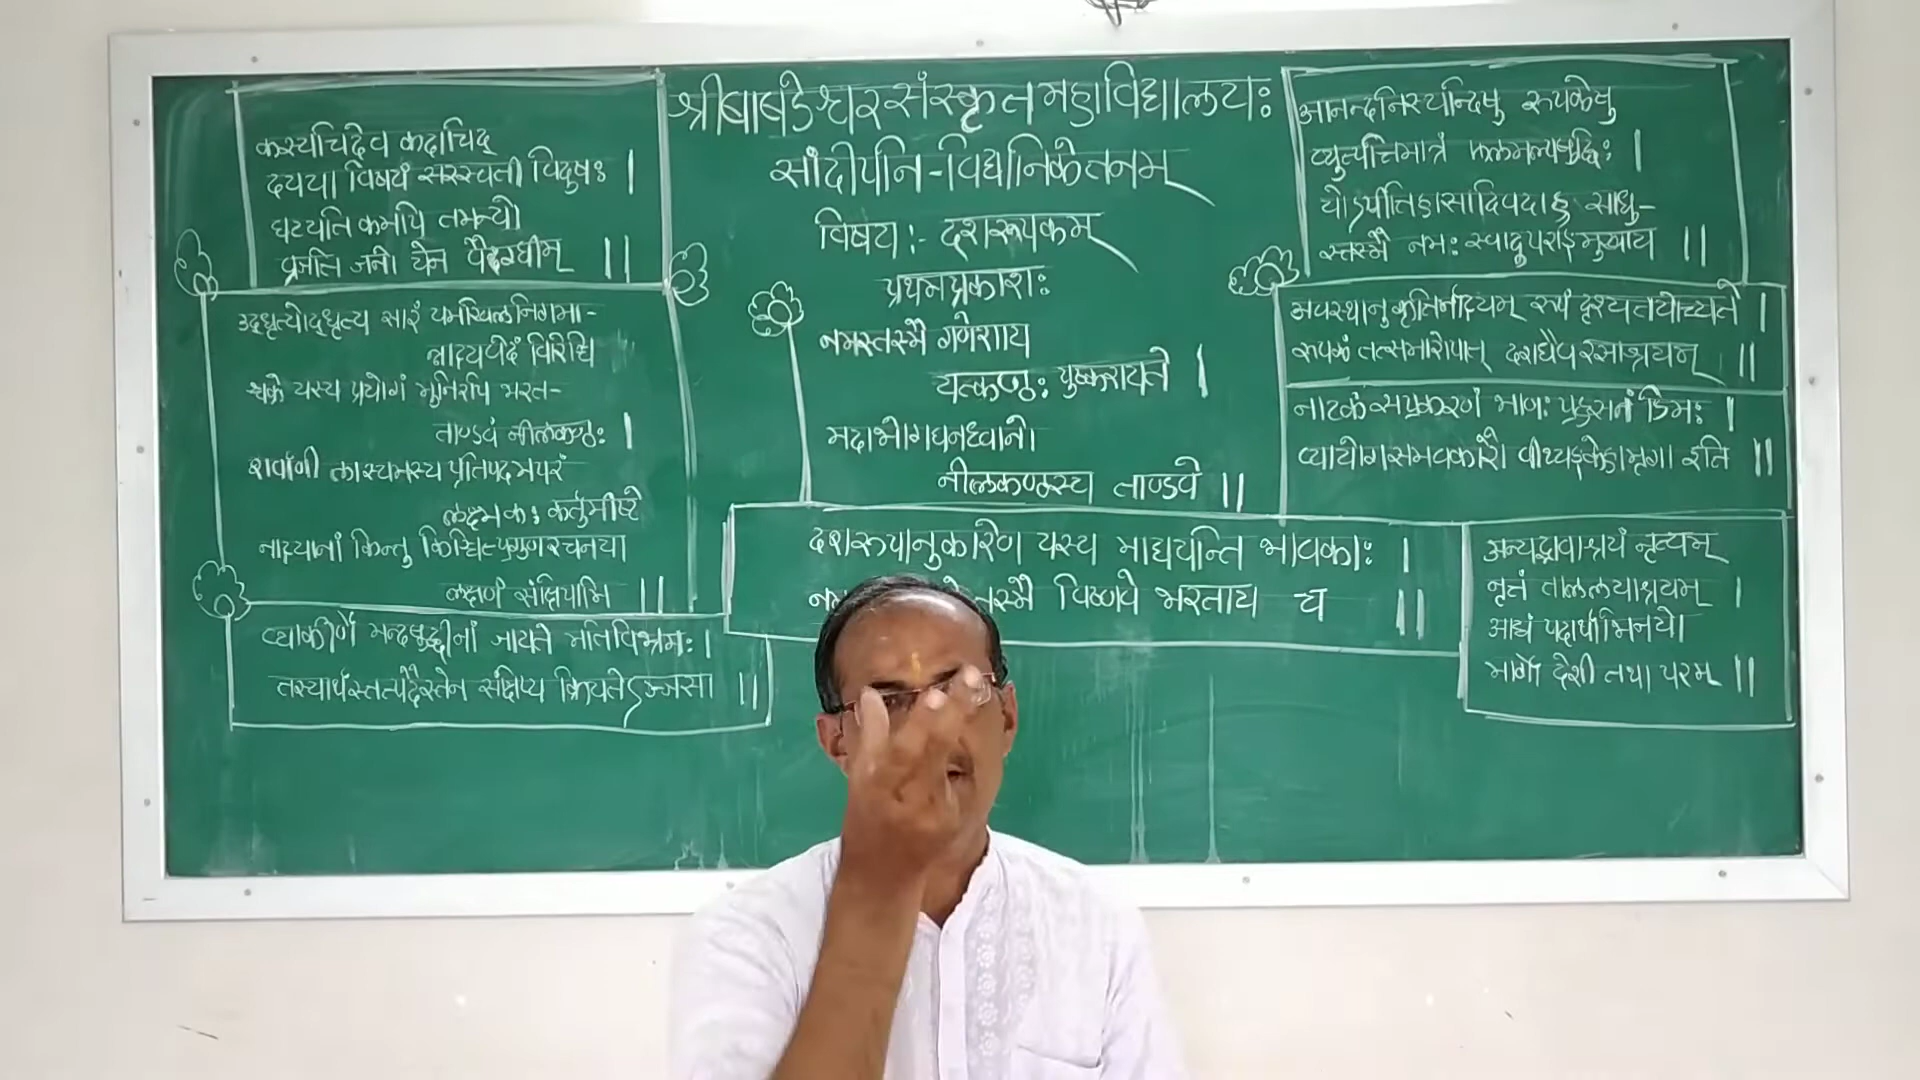 श्रीबार्बडेश्वरसंस्कृतमहाविद्यालयः
सांदीपनि-विद्यानिकेतनम्
विषय:- दशरूपकम्
प्रथमप्रकाशः
नमस्तस्मै गणेशाय
यत्कण्ठः पुष्करायते ।
मदाभोगघनध्वानो
नीलकण्ठस्य ताण्डवे ॥
दशरूपानुकारेण यस्य माद्यन्ति भावकाः ।
विष्णवे भरताय च ॥
कस्यचिदेव कदाचिद्
दयया विषयं सरस्वती विदुषः ।
घटयति कमपि तमन्यो
व्रजति जनो येन वैदग्धीम् ॥
उद्धृत्योद्धृत्य सारं यमखिलनिगमा-
न्नाट्यवेदं विरिञ्चि
श्चक्रे यस्य प्रयोगं मुनिरपि भरत-
ताण्डवं नीलकण्ठः ।
शर्वाणी लास्यमस्य प्रतिपदमपरं
लक्ष्मकः कर्तुमीष्टे
नाट्यानां किन्तु किञ्चित्प्रगुणरचनया
लक्षणं संक्षिपामि ॥
व्याकीर्णे मन्दबुद्धीनां जायते मतिविभ्रमः ।
तस्यार्थस्तत्पदैस्तेन संक्षिप्य क्रियतेऽञ्जसा ॥
आनन्दनिस्यन्दिषु रूपकेषु
व्युत्पत्तिमात्रं फलमल्पबुद्धिः ।
योऽपीतिहासादिवदाह साधु-
स्तस्मै नमः स्वादुपराङ्मुखाय ॥
अवस्थानुकृतिर्नाट्यम् रूपं दृश्यतयोच्यते ।
रूपकं तत्समारोपात् दशधैव रसाश्रयम् ॥
नाटकं सप्रकरणं भाणः प्रहसनं डिमः ।
व्यायोगसमवकारौ वीथ्यङ्केहामृगा इति ॥
अन्यद्भावाश्रयं नृत्यम्
नृत्तं ताललयाश्रयम् ।
आद्यं पदार्थाभिनयो
मार्गो देशी तथा परम् ॥